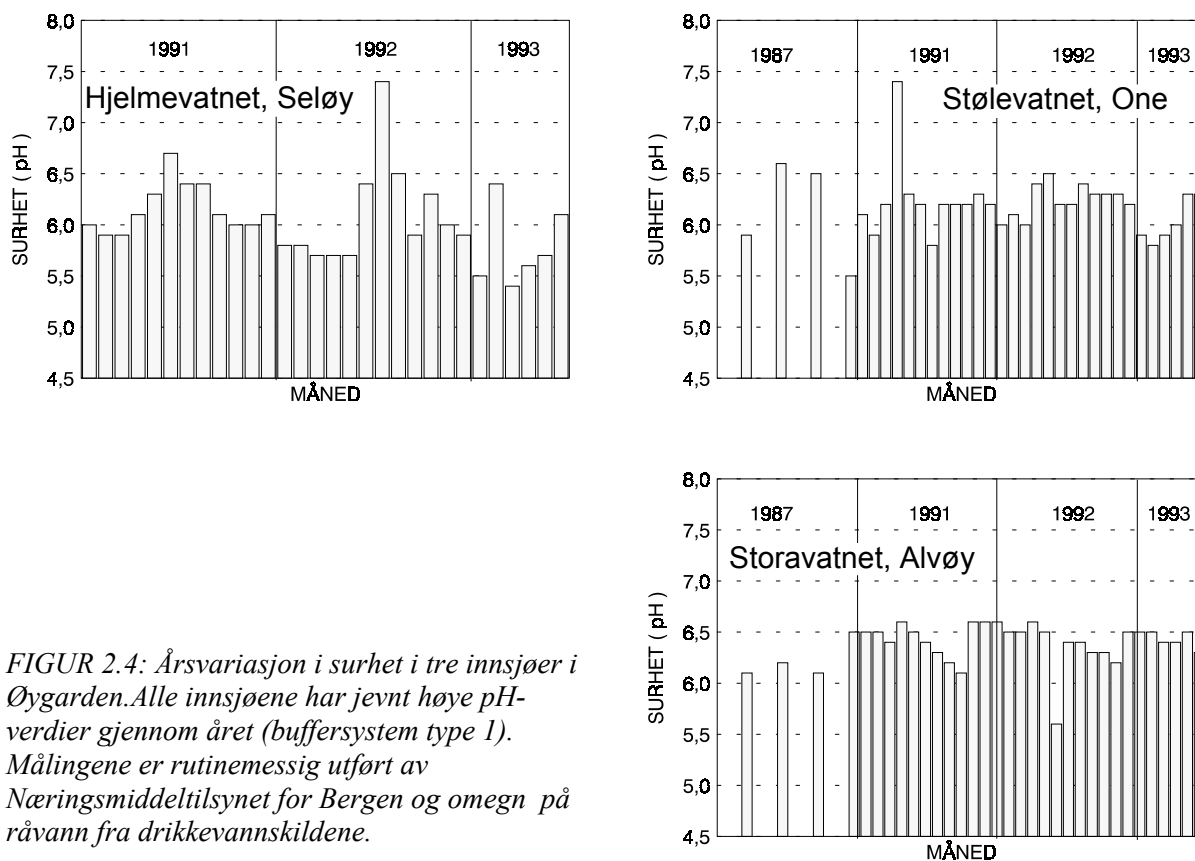 8,0
7,5
7,0
6,5
6,0
5,5
5,0
4,5
SURHET ( pH )
1991 1992 1993
Hjelmevatnet, Seløy
MÅNED
8,0
7,5
7,0
6,5
6,0
5,5
5,0
4,5
SURHET ( pH )
1987 1991 1992 1993
Stølevatnet, One
MÅNED
8,0
7,5
7,0
6,5
6,0
5,5
5,0
4,5
SURHET ( pH )
1987 1991 1992 1993
Storavatnet, Alvøy
MÅNED
FIGUR 2.4: Årsvariasjon i surhet i tre innsjøer i
Øygarden.Alle innsjøene har jevnt høye pH-
verdier gjennom året (buffersystem type 1).
Målingene er rutinemessig utført av
Næringsmiddeltilsynet for Bergen og omegn på
råvann fra drikkevannskildene.